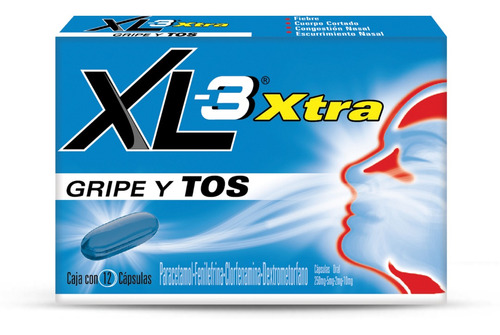 Fiebre
Cuerpo Cortado
Congestión Nasal
Escurrimiento Nasal
XL-3® Xtra
GRIPE Y TOS
Paracetamol-Fenilefrina-Clorfenamina-Dextrometorfano
Cápsulas Oral
250mg-5mg-2mg-10mg
Caja con 12 Cápsulas